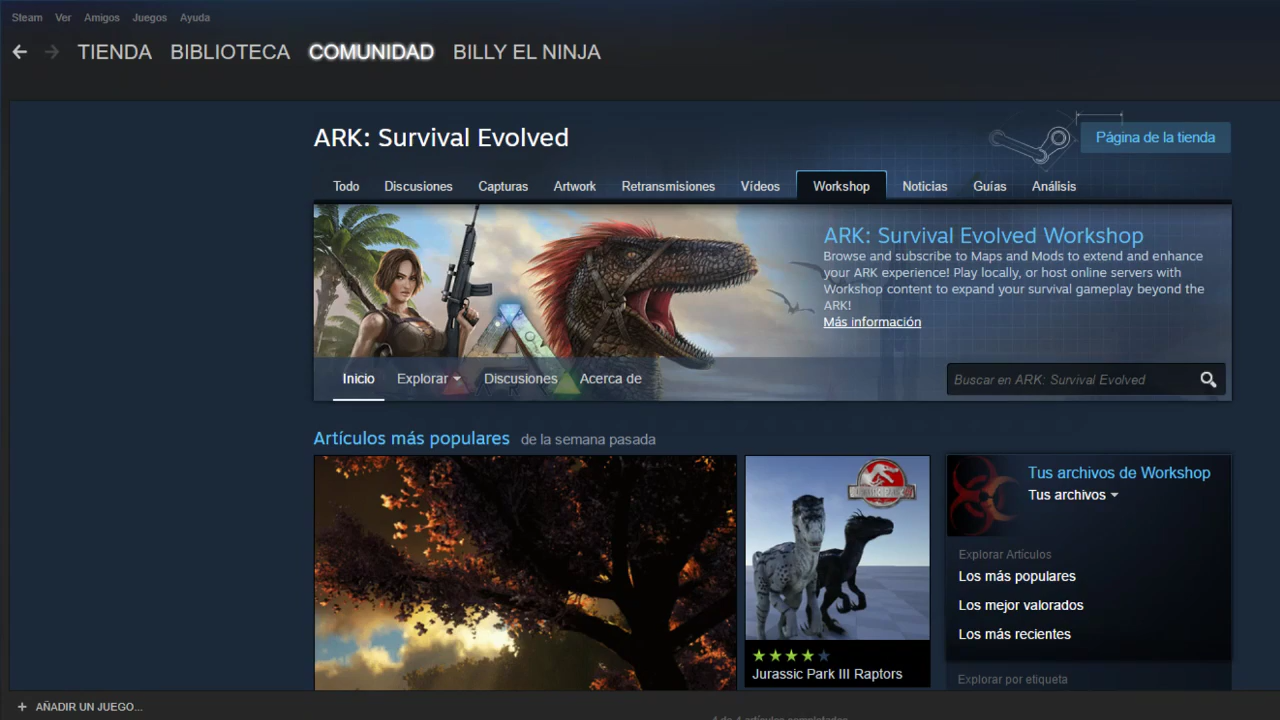 Steam Ver Amigos Juegos Ayuda
TIENDA BIBLIOTECA COMUNIDAD BILLY EL NINJA
ARK: Survival Evolved
Página de la tienda
Todo Discusiones Capturas Artwork Retransmisiones Vídeos Workshop Noticias Guías Análisis
ARK: Survival Evolved Workshop
Browse and subscribe to Maps and Mods to extend and enhance
your ARK experience! Play locally, or host online servers with
Workshop content to expand your survival gameplay beyond the
ARK!
Más información
Inicio Explorar Discusiones Acerca de
Buscar en ARK: Survival Evolved
Artículos más populares de la semana pasada
Jurassic Park III Raptors
Tus archivos de Workshop
Tus archivos
Explorar Artículos
Los más populares
Los mejor valorados
Los más recientes
Explorar por etiqueta
+ AÑADIR UN JUEGO...